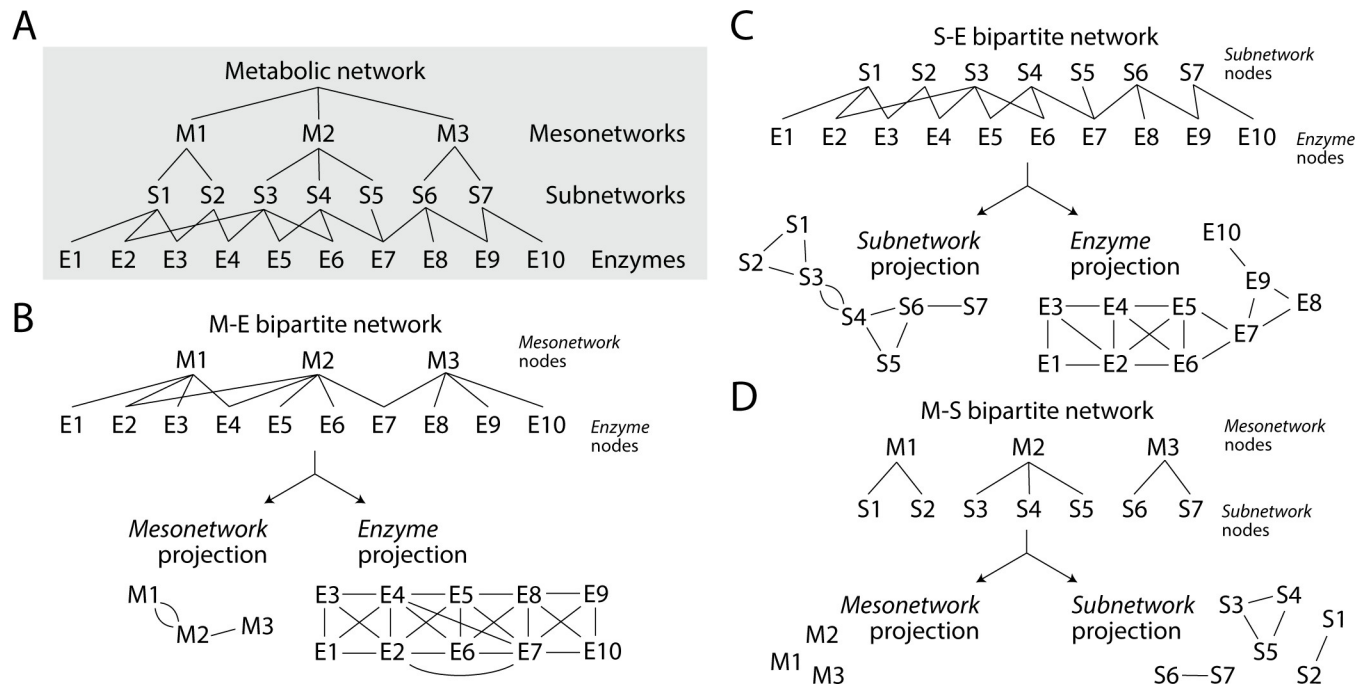 A
Metabolic network
M1 M2 M3 Mesonetworks
S1 S2 S3 S4 S5 S6 S7 Subnetworks
E1 E2 E3 E4 E5 E6 E7 E8 E9 E10 Enzymes
B
M-E bipartite network
Mesonetwork
nodes
M1 M2 M3
E1 E2 E3 E4 E5 E6 E7 E8 E9 E10
Enzyme
nodes
Mesonetwork
projection
Enzyme
projection
M1
M2
M3
E3 E4 E5 E8 E9
E1 E2 E6 E7 E10
C
S-E bipartite network
Subnetwork
nodes
S1 S2 S3 S4 S5 S6 S7
E1 E2 E3 E4 E5 E6 E7 E8 E9 E10
Enzyme
nodes
Subnetwork
projection
Enzyme
projection
S1
S2
S3
S4
S6
S7
S5
E10
E9
E8
E3 E4 E5
E7
E1 E2 E6
D
M-S bipartite network
Mesonetwork
nodes
M1 M2 M3
S1 S2 S3 S4 S5 S6 S7
Subnetwork
nodes
Mesonetwork
projection
Subnetwork
projection
M2
M1
M3
S3
S4
S1
S5
S6
S7
S2